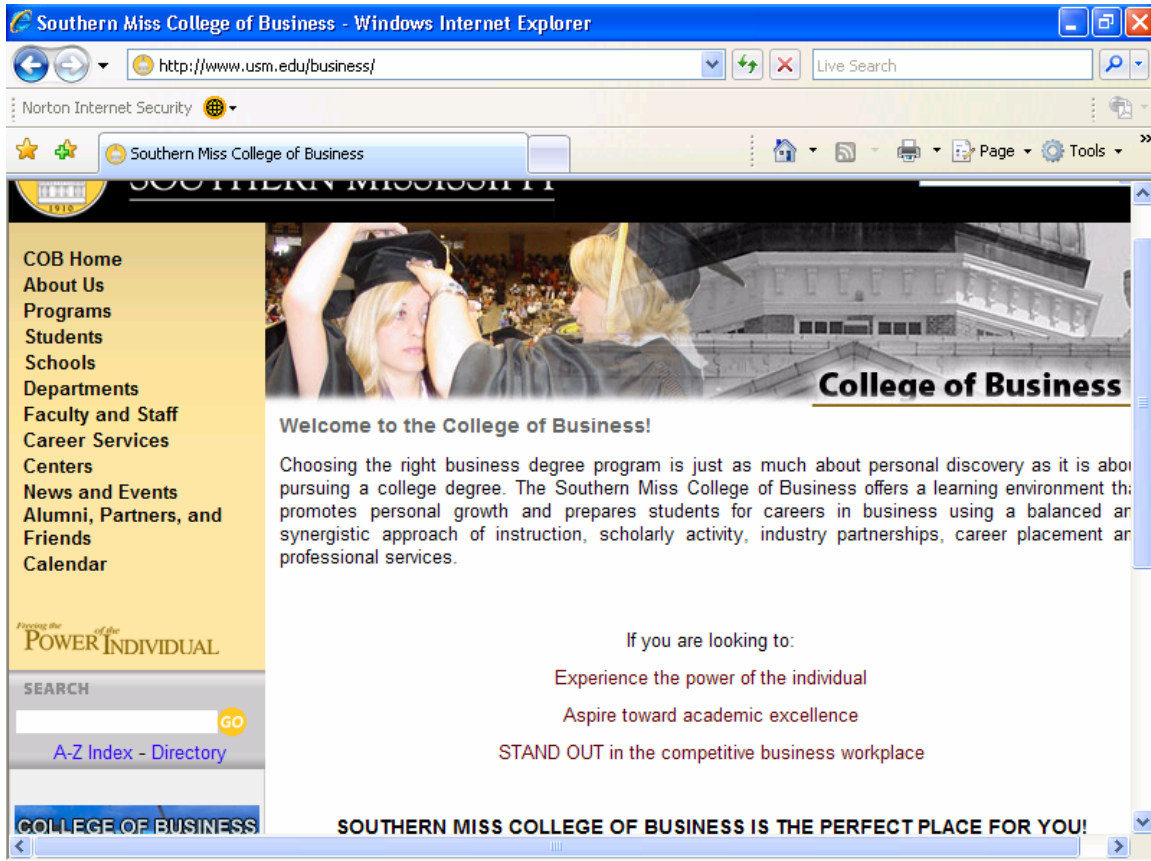 Southern Miss College of Business - Windows Internet Explorer
http://www.usm.edu/business/
Live Search
Norton Internet Security
Southern Miss College of Business
Page
Tools
SOUTHERN MISSISSIPPI
1910
COB Home
About Us
Programs
Students
Schools
Departments
Faculty and Staff
Career Services
Centers
News and Events
Alumni, Partners, and
Friends
Calendar
Freeing the
of the
POWER INDIVIDUAL
SEARCH
GO
A-Z Index - Directory
COLLEGE OF BUSINESS
College of Business
Welcome to the College of Business!
Choosing the right business degree program is just as much about personal discovery as it is abou
pursuing a college degree. The Southern Miss College of Business offers a learning environment tha
promotes personal growth and prepares students for careers in business using a balanced an
synergistic approach of instruction, scholarly activity, industry partnerships, career placement an
professional services.
If you are looking to:
Experience the power of the individual
Aspire toward academic excellence
STAND OUT in the competitive business workplace
SOUTHERN MISS COLLEGE OF BUSINESS IS THE PERFECT PLACE FOR YOU!